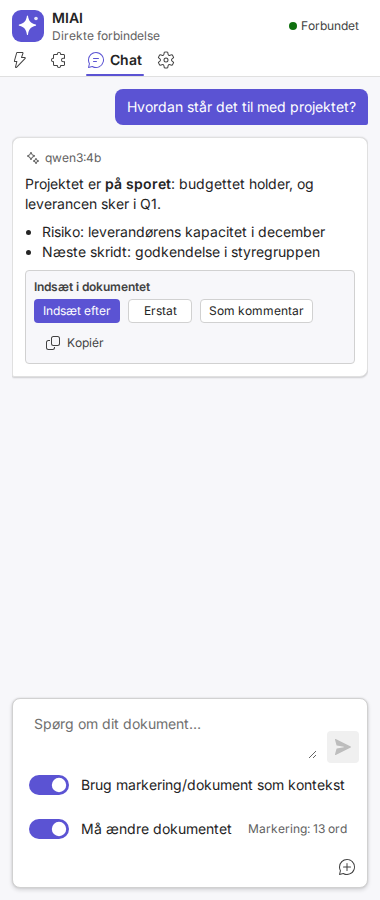 MIAI
Direkte forbindelse
Forbundet
Chat
Hvordan står det til med projektet?
qwen3:4b
Projektet er på sporet: budgettet holder, og
leverancen sker i Q1.
• Risiko: leverandørens kapacitet i december
• Næste skridt: godkendelse i styregruppen
Indsæt i dokumentet
Indsæt efter Erstat Som kommentar
Kopiér
Spørg om dit dokument...
Brug markering/dokument som kontekst
Må ændre dokumentet Markering: 13 ord